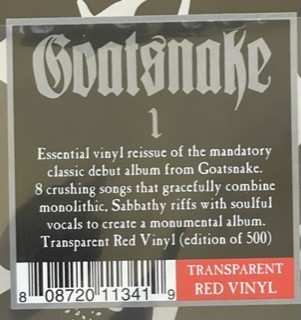 Goatsnake
1
Essential vinyl reissue of the mandatory
classic debut album from Goatsnake.
8 crushing songs that gracefully combine
monolithic, Sabbathy riffs with soulful
vocals to create a monumental album.
Transparent Red Vinyl (edition of 500)
TRANSPARENT
RED VINYL
8 08720 11341 9